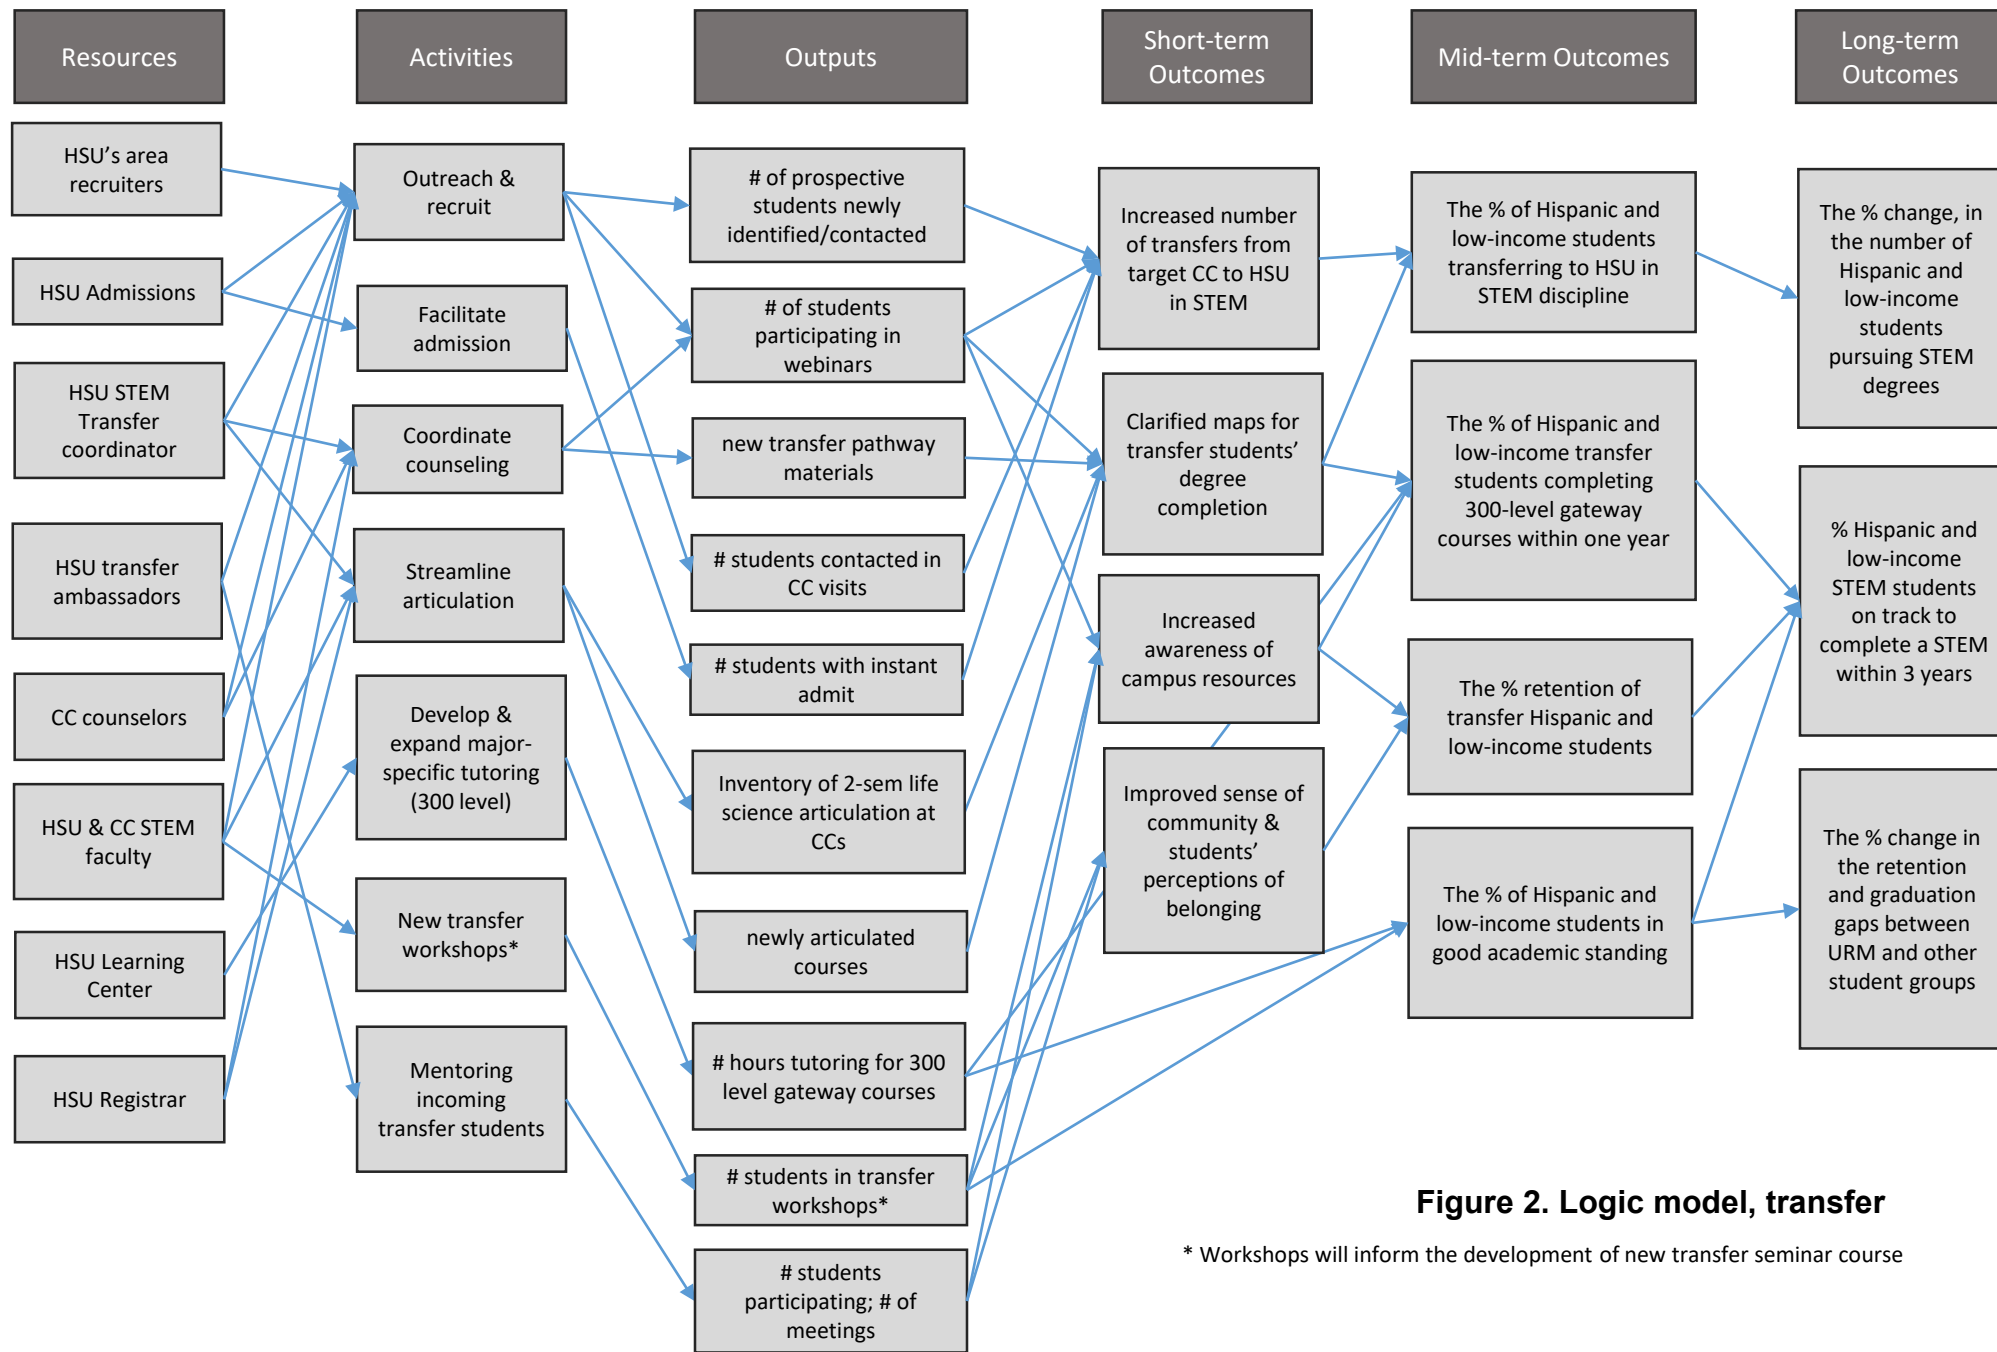 Resources
Activities
Outputs
Short-term
Outcomes
Mid-term Outcomes
Long-term
Outcomes
HSU’s area
recruiters
HSU Admissions
HSU STEM
Transfer
coordinator
HSU transfer
ambassadors
CC counselors
HSU & CC STEM
faculty
HSU Learning
Center
HSU Registrar
Outreach &
recruit
Facilitate
admission
Coordinate
counseling
Streamline
articulation
Develop &
expand major-
specific tutoring
(300 level)
New transfer
workshops*
Mentoring
incoming
transfer students
# of prospective
students newly
identified/contacted
# of students
participating in
webinars
new transfer pathway
materials
# students contacted in
CC visits
# students with instant
admit
Inventory of 2-sem life
science articulation at
CCs
newly articulated
courses
# hours tutoring for 300
level gateway courses
# students in transfer
workshops*
# students
participating; # of
meetings
Increased number
of transfers from
target CC to HSU
in STEM
Clarified maps for
transfer students’
degree
completion
Increased
awareness of
campus resources
Improved sense of
community &
students’
perceptions of
belonging
The % of Hispanic and
low-income students
transferring to HSU in
STEM discipline
The % of Hispanic and
low-income transfer
students completing
300-level gateway
courses within one year
The % retention of
transfer Hispanic and
low-income students
The % of Hispanic and
low-income students in
good academic standing
The % change, in
the number of
Hispanic and
low-income
students
pursuing STEM
degrees
% Hispanic and
low-income
STEM students
on track to
complete a STEM
within 3 years
The % change in
the retention
and graduation
gaps between
URM and other
student groups
Figure 2. Logic model, transfer
* Workshops will inform the development of new transfer seminar course